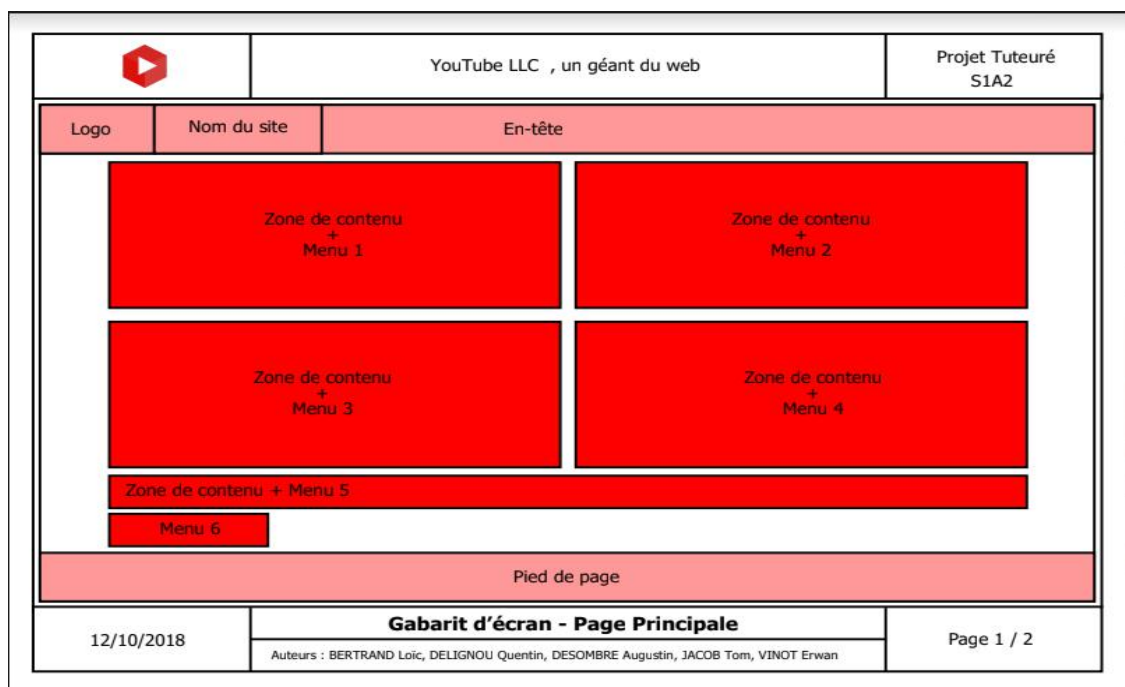 YouTube LLC , un géant du web
Projet Tuteuré
S1A2
Logo
Nom du site
En-tête
Zone de contenu
+
Menu 1
Zone de contenu
+
Menu 2
Zone de contenu
+
Menu 3
Zone de contenu
+
Menu 4
Zone de contenu + Menu 5
Menu 6
Pied de page
12/10/2018
Gabarit d'écran - Page Principale
Auteurs : BERTRAND Loïc, DELIGNOU Quentin, DESOMBRE Augustin, JACOB Tom, VINOT Erwan
Page 1 / 2